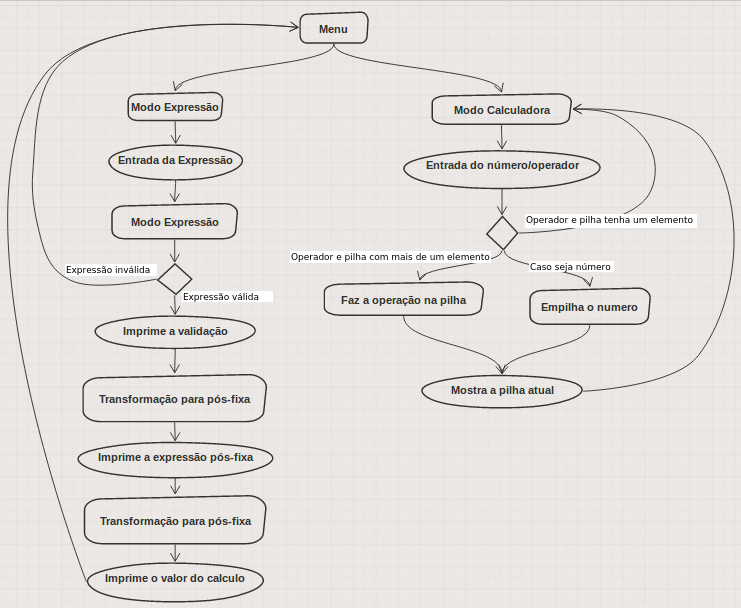 Menu
Modo Expressão
Modo Calculadora
Entrada da Expressão
Entrada do número/operador
Modo Expressão
Operador e pilha tenha um elemento
Operador e pilha com mais de um elemento
Caso seja número
Expressão inválida
Expressão válida
Faz a operação na pilha
Empilha o numero
Imprime a validação
Mostra a pilha atual
Transformação para pós-fixa
Imprime a expressão pós-fixa
Transformação para pós-fixa
Imprime o valor do calculo